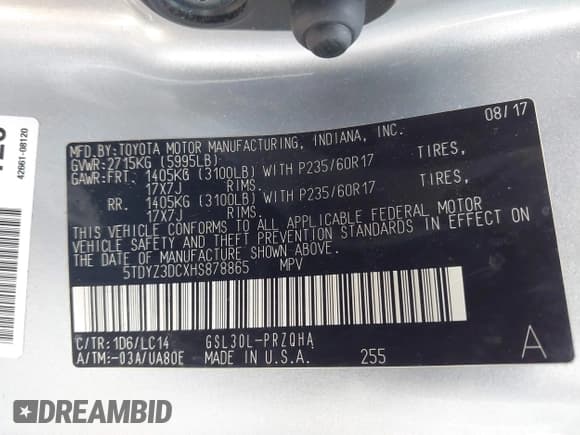 42661-08120
08/17
MFD.BY:TOYOTA MOTOR MANUFACTURING, INDIANA, INC.
GVWR:2715KG (5995LB)
GAWR:FRT. 1405KG (3100LB) WITH P235/60R17 TIRES,
17X7J RIMS.
RR. 1405KG (3100LB) WITH P235/60R17 TIRES,
17X7J RIMS.
THIS VEHICLE CONFORMS TO ALL APPLICABLE FEDERAL MOTOR
VEHICLE SAFETY AND THEFT PREVENTION STANDARDS IN EFFECT ON
THE DATE OF MANUFACTURE SHOWN ABOVE.
5TDYZ3DCXHS878865 MPV
C/TR:1D6/LC14 GSL30L-PRZQHA
A/TM:-03A/UA80E MADE IN U.S.A. 255 A
DREAMBID